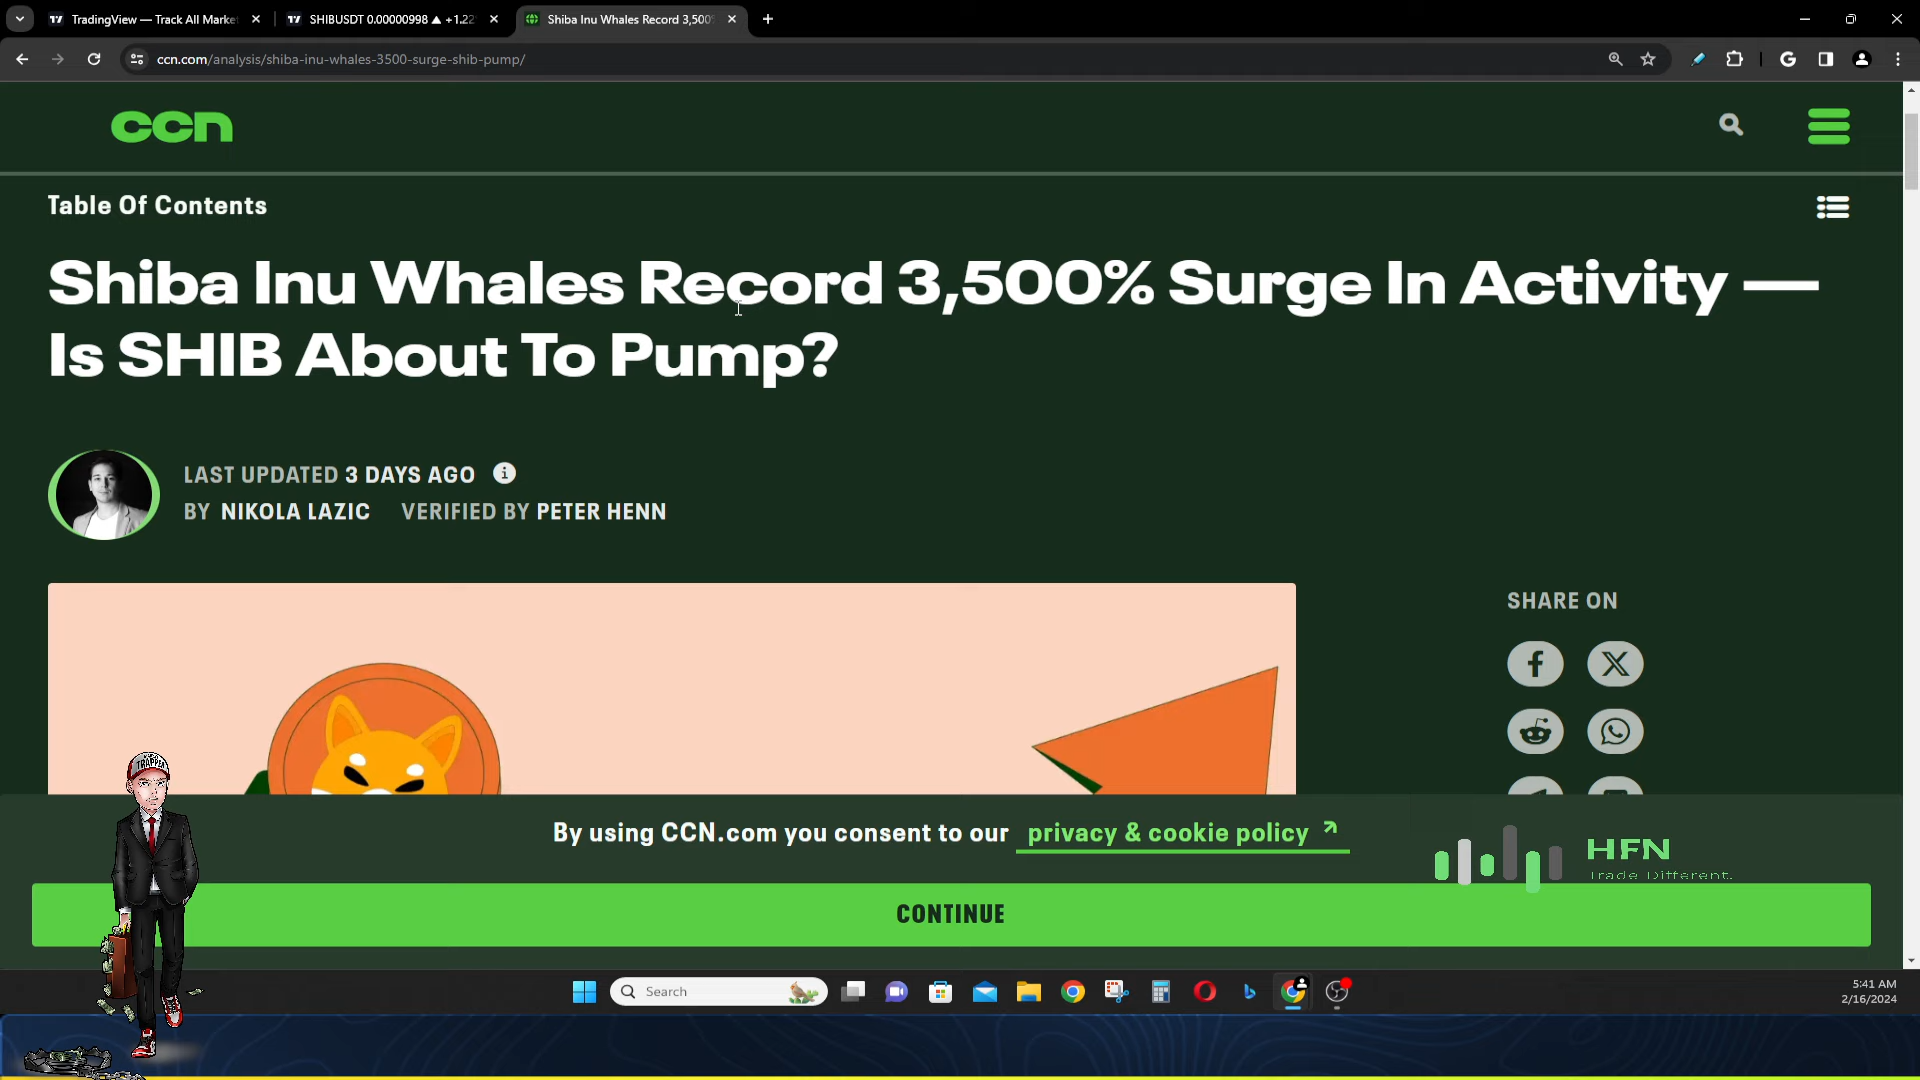 TradingView — Track All Marke
SHIBUSDT 0.00000998 ▲ +1.22
Shiba Inu Whales Record 3,500%
ccn.com/analysis/shiba-inu-whales-3500-surge-shib-pump/
ccn
Table Of Contents
Shiba Inu Whales Record 3,500% Surge In Activity —
Is SHIB About To Pump?
LAST UPDATED 3 DAYS AGO
BY NIKOLA LAZIC VERIFIED BY PETER HENN
SHARE ON
By using CCN.com you consent to our privacy & cookie policy
HFN
Trade Different.
CONTINUE
TRAPPER
Search
5:41 AM
2/16/2024